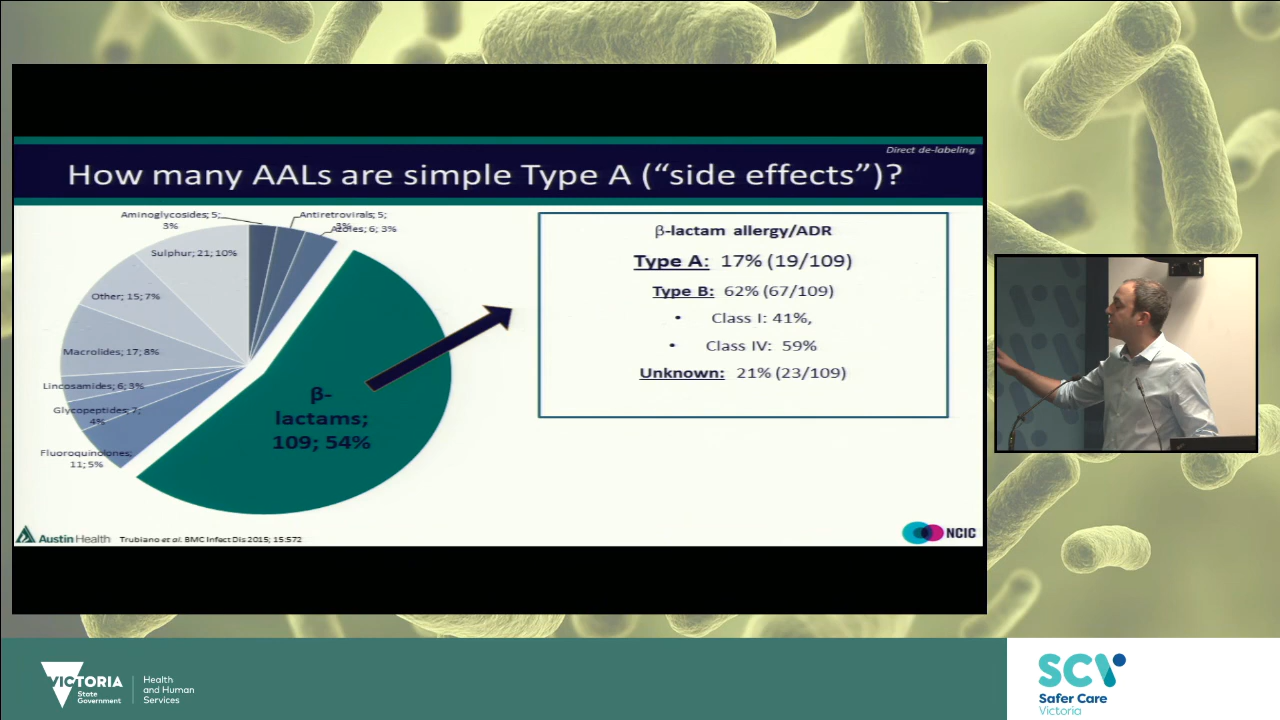 Direct de-labeling
How many AALs are simple Type A (“side effects”)?
Aminoglycosides; 5;
3%
Antiretrovirals; 5;
3%
Azoles; 6; 3%
Sulphur; 21; 10%
Other; 15; 7%
Macrolides; 17; 8%
Lincosamides; 6; 3%
Glycopeptides; 7;
4%
Fluoroquinolones;
11; 5%
β-
lactams;
109; 54%
β-lactam allergy/ADR
Type A: 17% (19/109)
Type B: 62% (67/109)
• Class I: 41%,
• Class IV: 59%
Unknown: 21% (23/109)
Austin Health
Trubiano et al. BMC Infect Dis 2015; 15:572
NCIC
VICTORIA
State
Government
Health
and Human
Services
SCV
Safer Care
Victoria